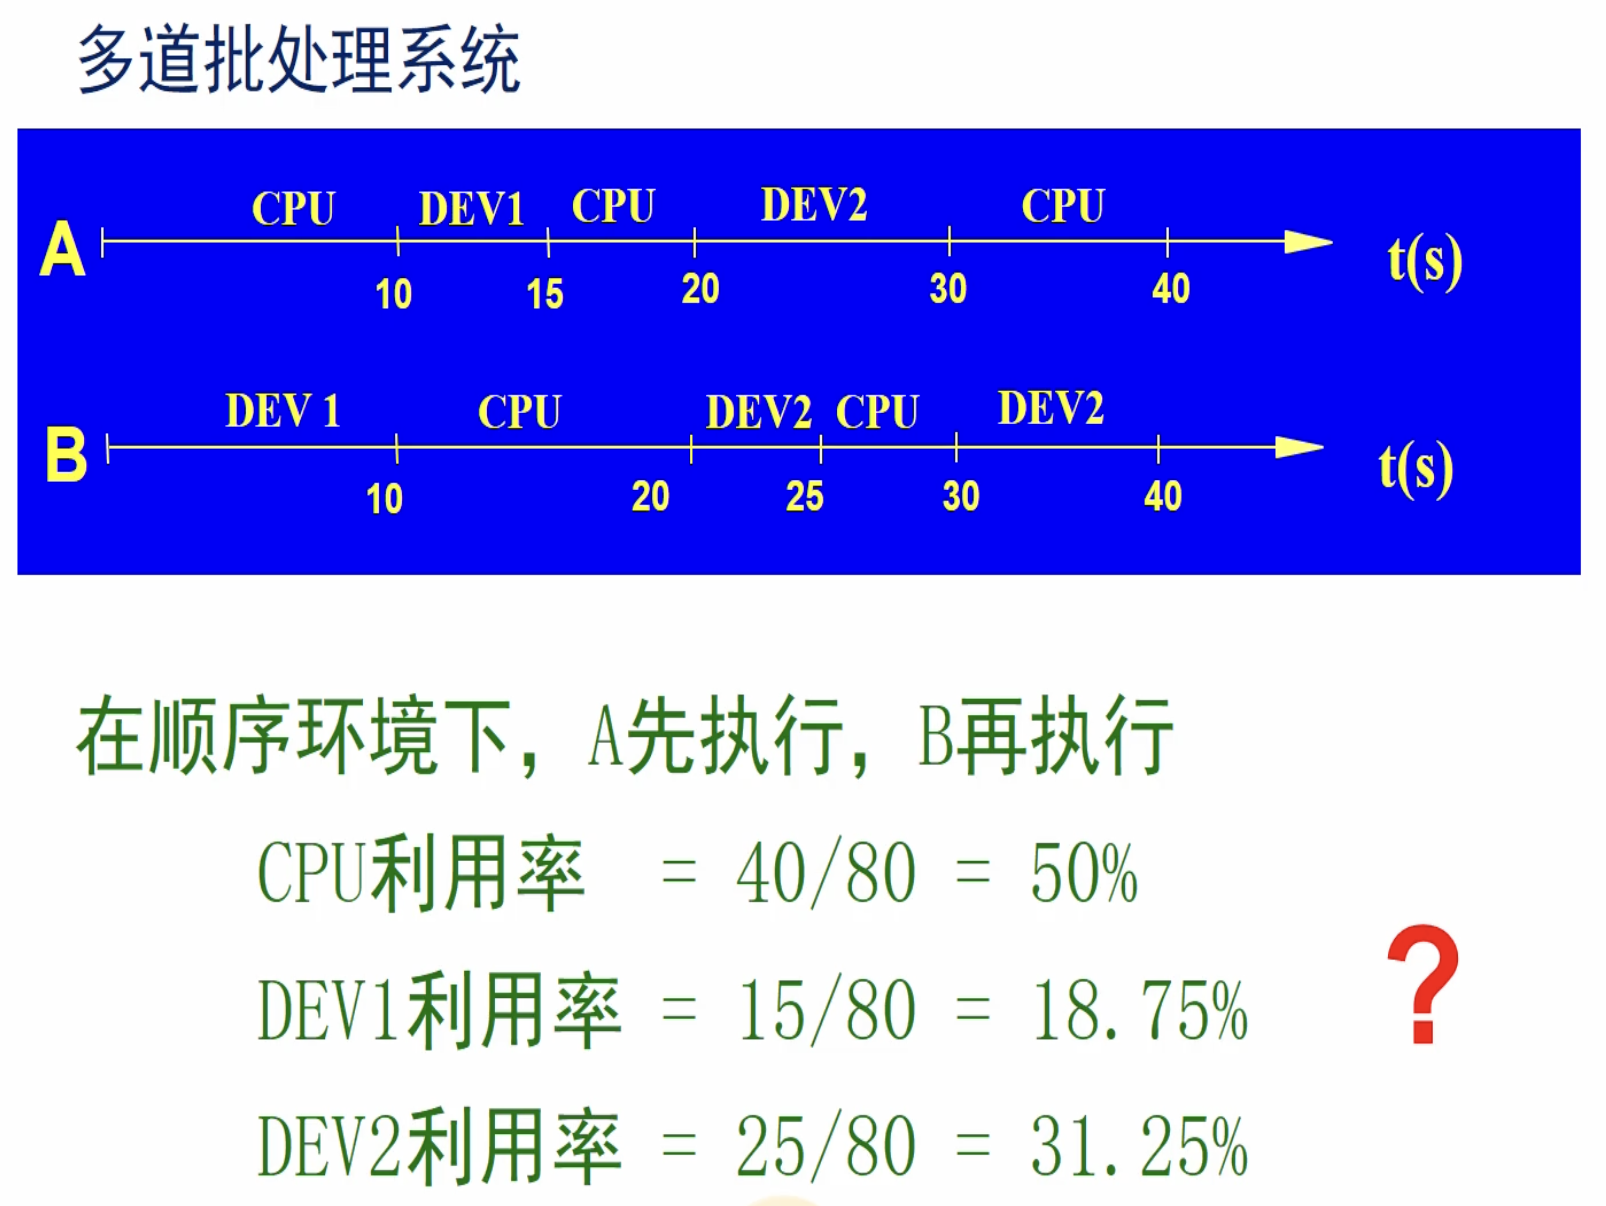 多道批处理系统
CPU DEV1 CPU DEV2 CPU
A t(s)
10 15 20 30 40
DEV 1 CPU DEV2 CPU DEV2
B t(s)
10 20 25 30 40
在顺序环境下，A先执行，B再执行
CPU利用率 = 40/80 = 50%
DEV1利用率 = 15/80 = 18.75%
?
DEV2利用率 = 25/80 = 31.25%